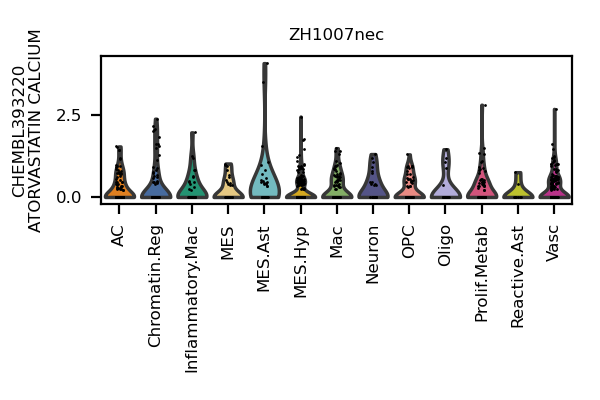 ZH1007nec
CHEMBL393220
ATORVASTATIN CALCIUM
2.5
0.0
AC
Chromatin.Reg
Inflammatory.Mac
MES
MES.Ast
MES.Hyp
Mac
Neuron
OPC
Oligo
Prolif.Metab
Reactive.Ast
Vasc